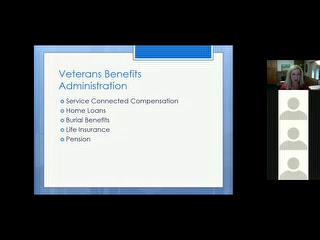 Veterans Benefits
Administration
Service Connected Compensation
Home Loans
Burial Benefits
Life Insurance
Pension